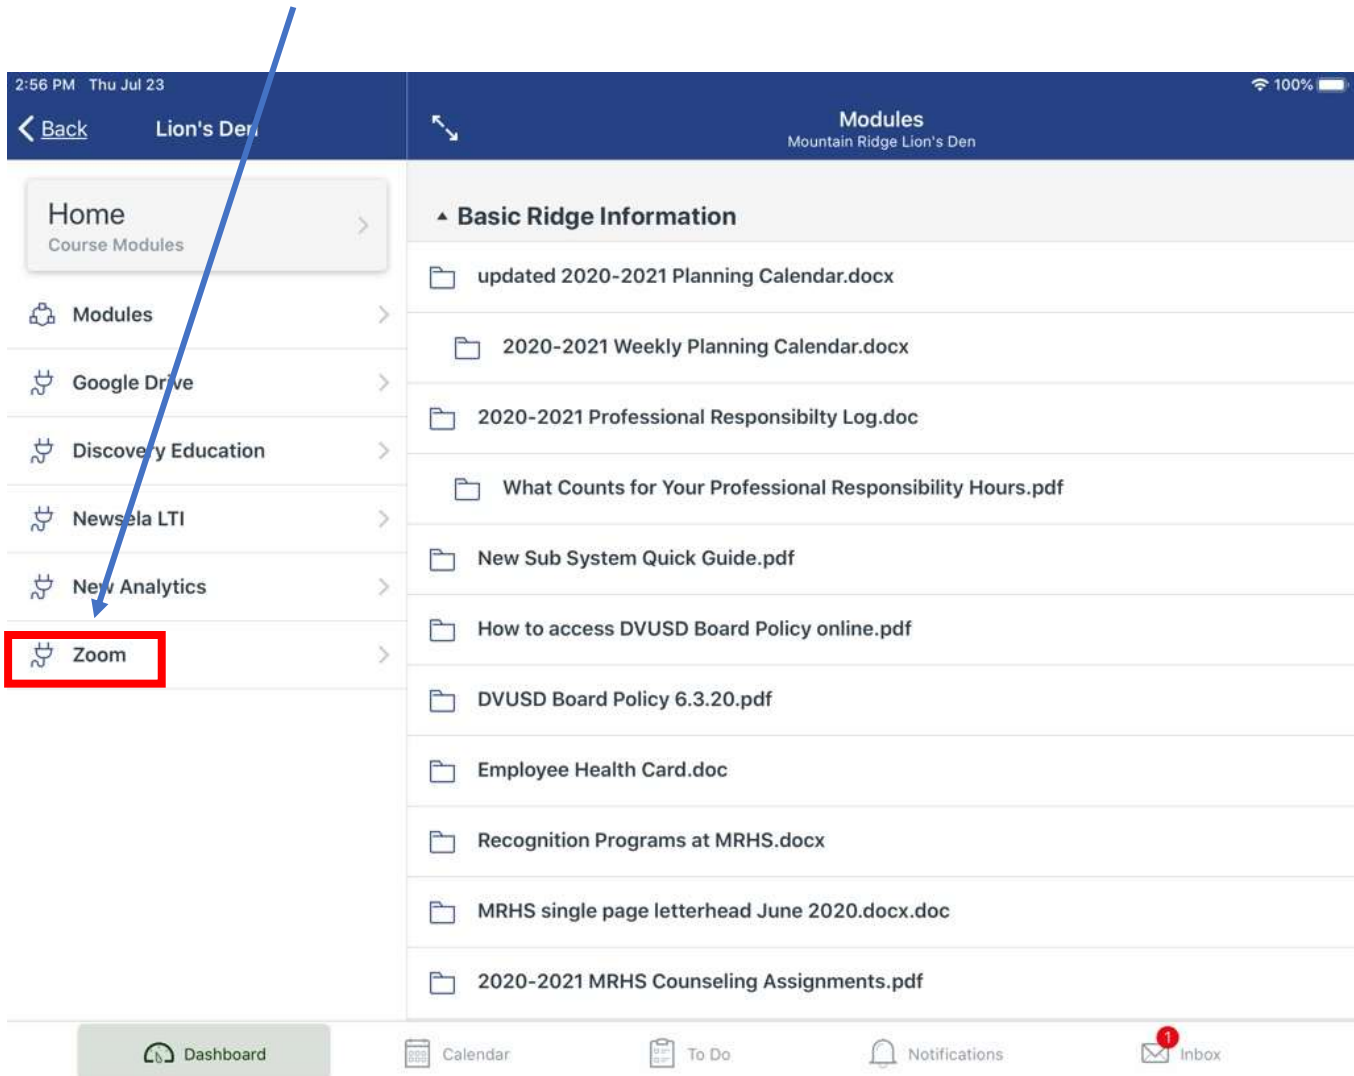 2:56 PM Thu Jul 23
100%
Back
Lion's Den
Modules
Mountain Ridge Lion's Den
Home
Course Modules
Modules
Google Drive
Discovery Education
Newsela LTI
New Analytics
Zoom
Basic Ridge Information
updated 2020-2021 Planning Calendar.docx
2020-2021 Weekly Planning Calendar.docx
2020-2021 Professional Responsibilty Log.doc
What Counts for Your Professional Responsibility Hours.pdf
New Sub System Quick Guide.pdf
How to access DVUSD Board Policy online.pdf
DVUSD Board Policy 6.3.20.pdf
Employee Health Card.doc
Recognition Programs at MRHS.docx
MRHS single page letterhead June 2020.docx.doc
2020-2021 MRHS Counseling Assignments.pdf
Dashboard
Calendar
To Do
Notifications
1
Inbox